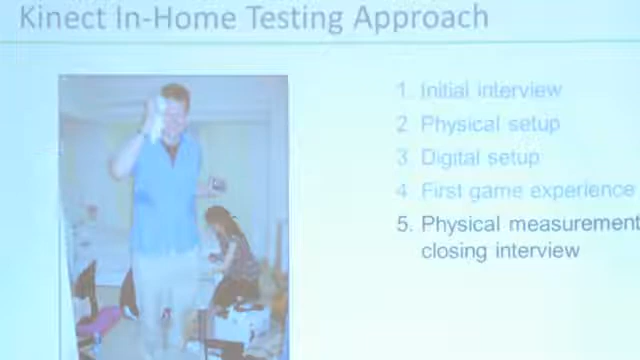 Kinect In-Home Testing Approach
1. Initial interview
2 Physical setup
3 Digital setup
4 First game experience
5. Physical measurement
closing interview